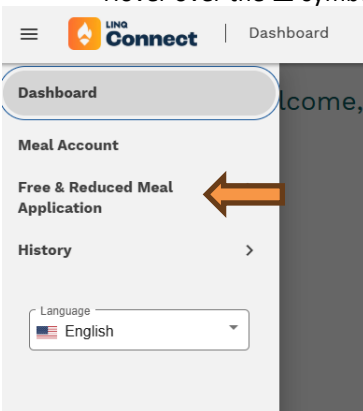 Hover over the ☰ symb
LINQ
Connect
Dashboard
Dashboard
lcome,
Meal Account
Free & Reduced Meal
Application
History
Language
English